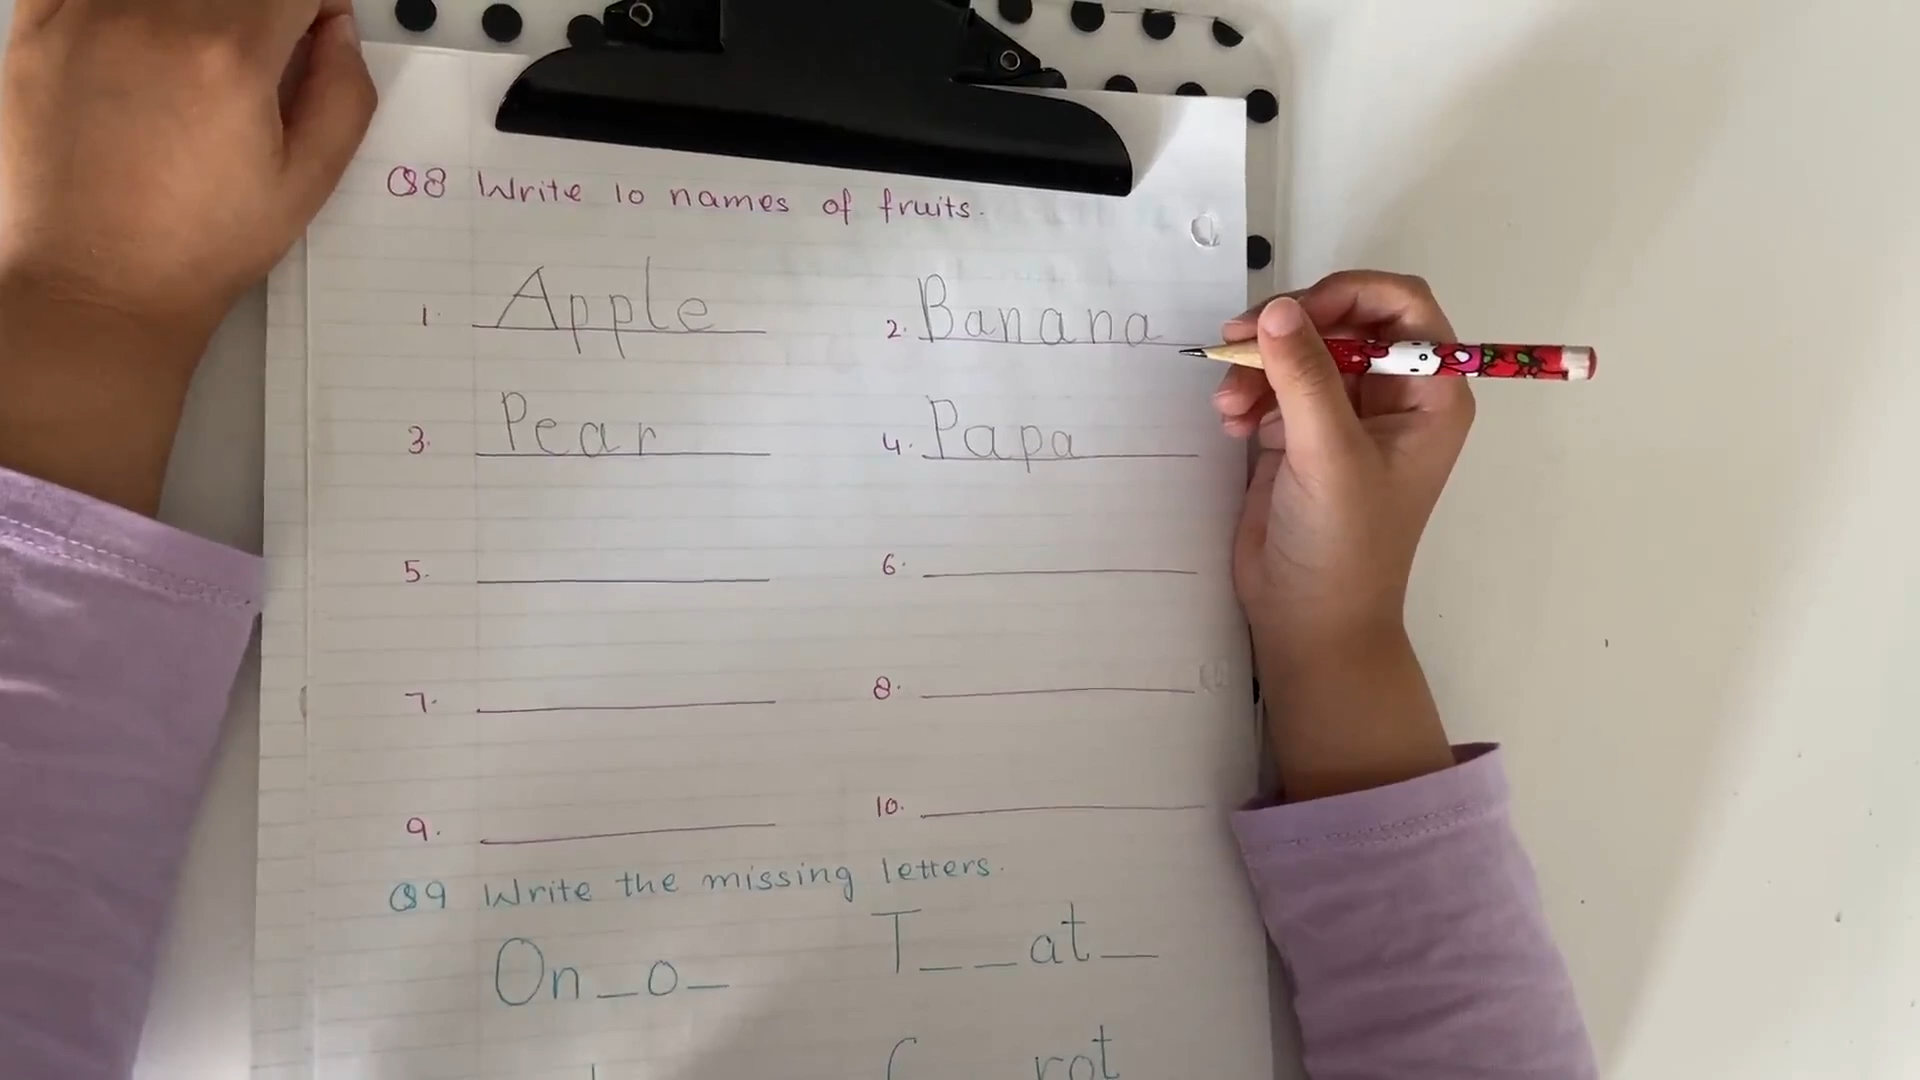 Q8 Write 10 names of fruits.
1. Apple 2. Banana
3. Pear 4. Papa
5. 6.
7. 8.
9. 10.
Q9 Write the missing letters.
On_o_ T__at_
C__rot